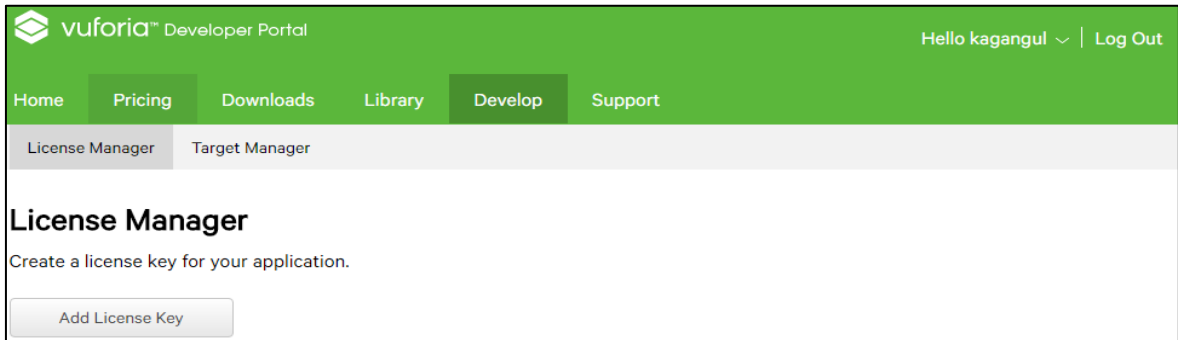 vuforia™ Developer Portal
Hello kagangul | Log Out
Home Pricing Downloads Library Develop Support
License Manager Target Manager
License Manager
Create a license key for your application.
Add License Key